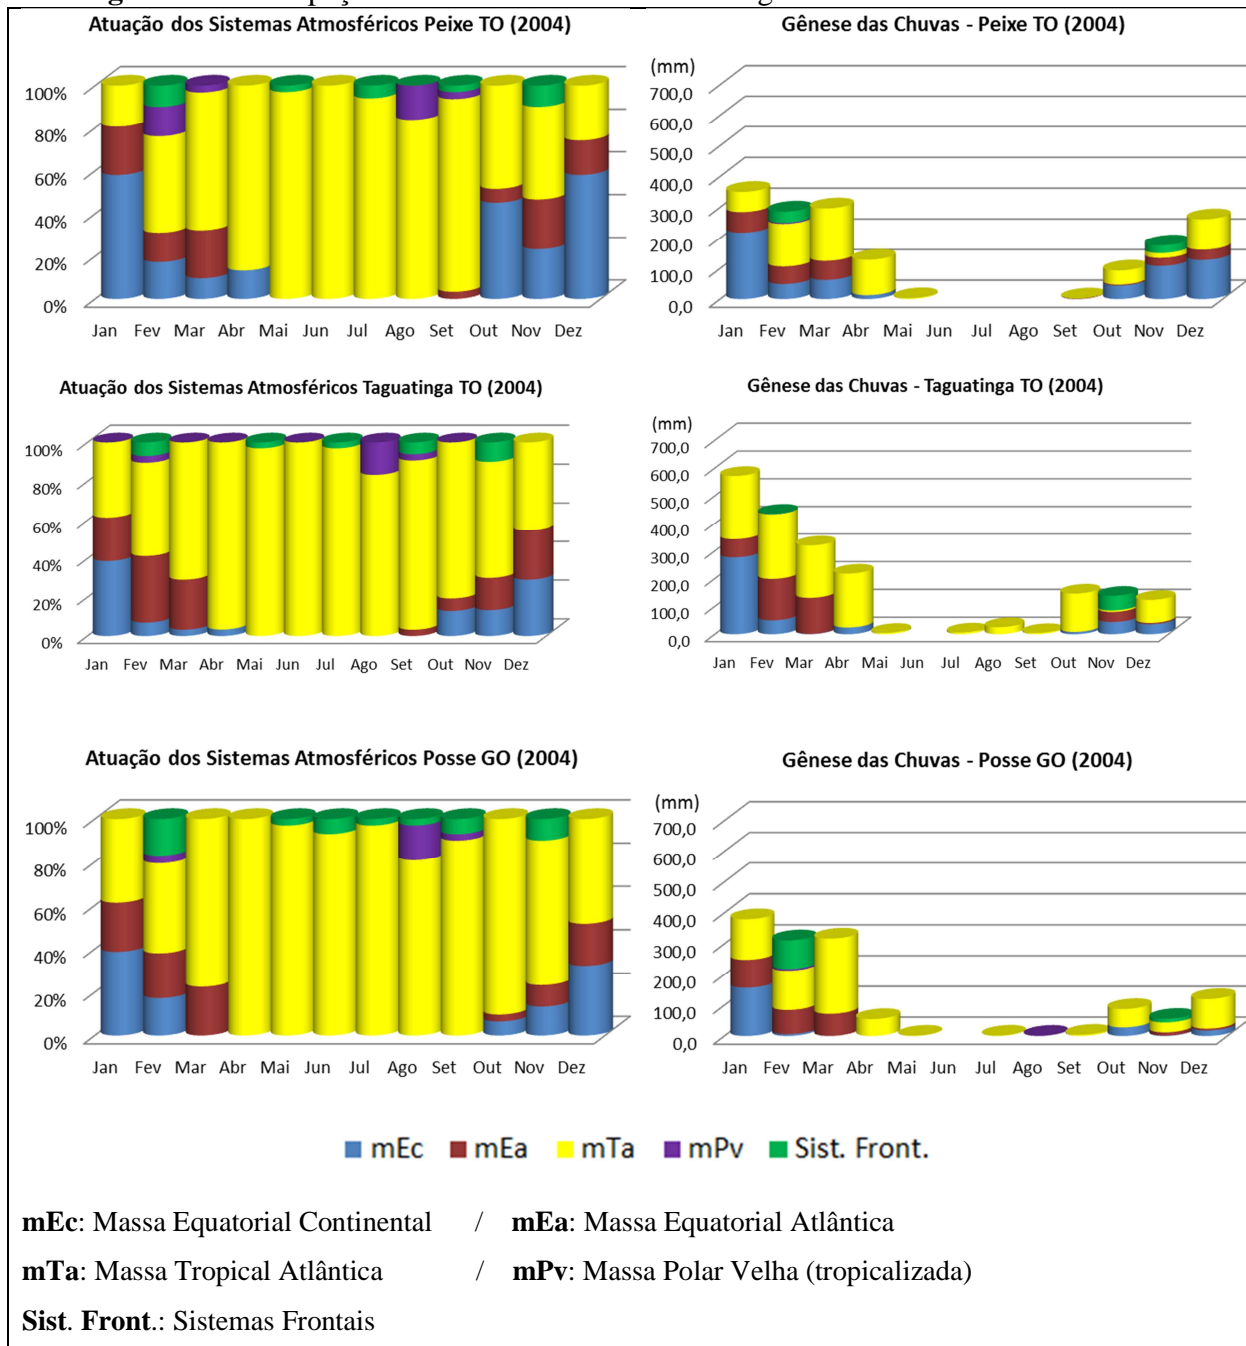 Atuação dos Sistemas Atmosféricos Peixe TO (2004)
100%
80%
60%
40%
20%
0%
Jan Fev Mar Abr Mai Jun Jul Ago Set Out Nov Dez
Gênese das Chuvas - Peixe TO (2004)
(mm)
700,0
600,0
500,0
400,0
300,0
200,0
100,0
0,0
Jan Fev Mar Abr Mai Jun Jul Ago Set Out Nov Dez
Atuação dos Sistemas Atmosféricos Taguatinga TO (2004)
100%
80%
60%
40%
20%
0%
Jan Fev Mar Abr Mai Jun Jul Ago Set Out Nov Dez
Gênese das Chuvas - Taguatinga TO (2004)
(mm)
700,0
600,0
500,0
400,0
300,0
200,0
100,0
0,0
Jan Fev Mar Abr Mai Jun Jul Ago Set Out Nov Dez
Atuação dos Sistemas Atmosféricos Posse GO (2004)
100%
80%
60%
40%
20%
0%
Jan Fev Mar Abr Mai Jun Jul Ago Set Out Nov Dez
Gênese das Chuvas - Posse GO (2004)
(mm)
700,0
600,0
500,0
400,0
300,0
200,0
100,0
0,0
Jan Fev Mar Abr Mai Jun Jul Ago Set Out Nov Dez
mEc mEa mTa mPv Sist. Front.
mEc: Massa Equatorial Continental / mEa: Massa Equatorial Atlântica
mTa: Massa Tropical Atlântica / mPv: Massa Polar Velha (tropicalizada)
Sist. Front.: Sistemas Frontais